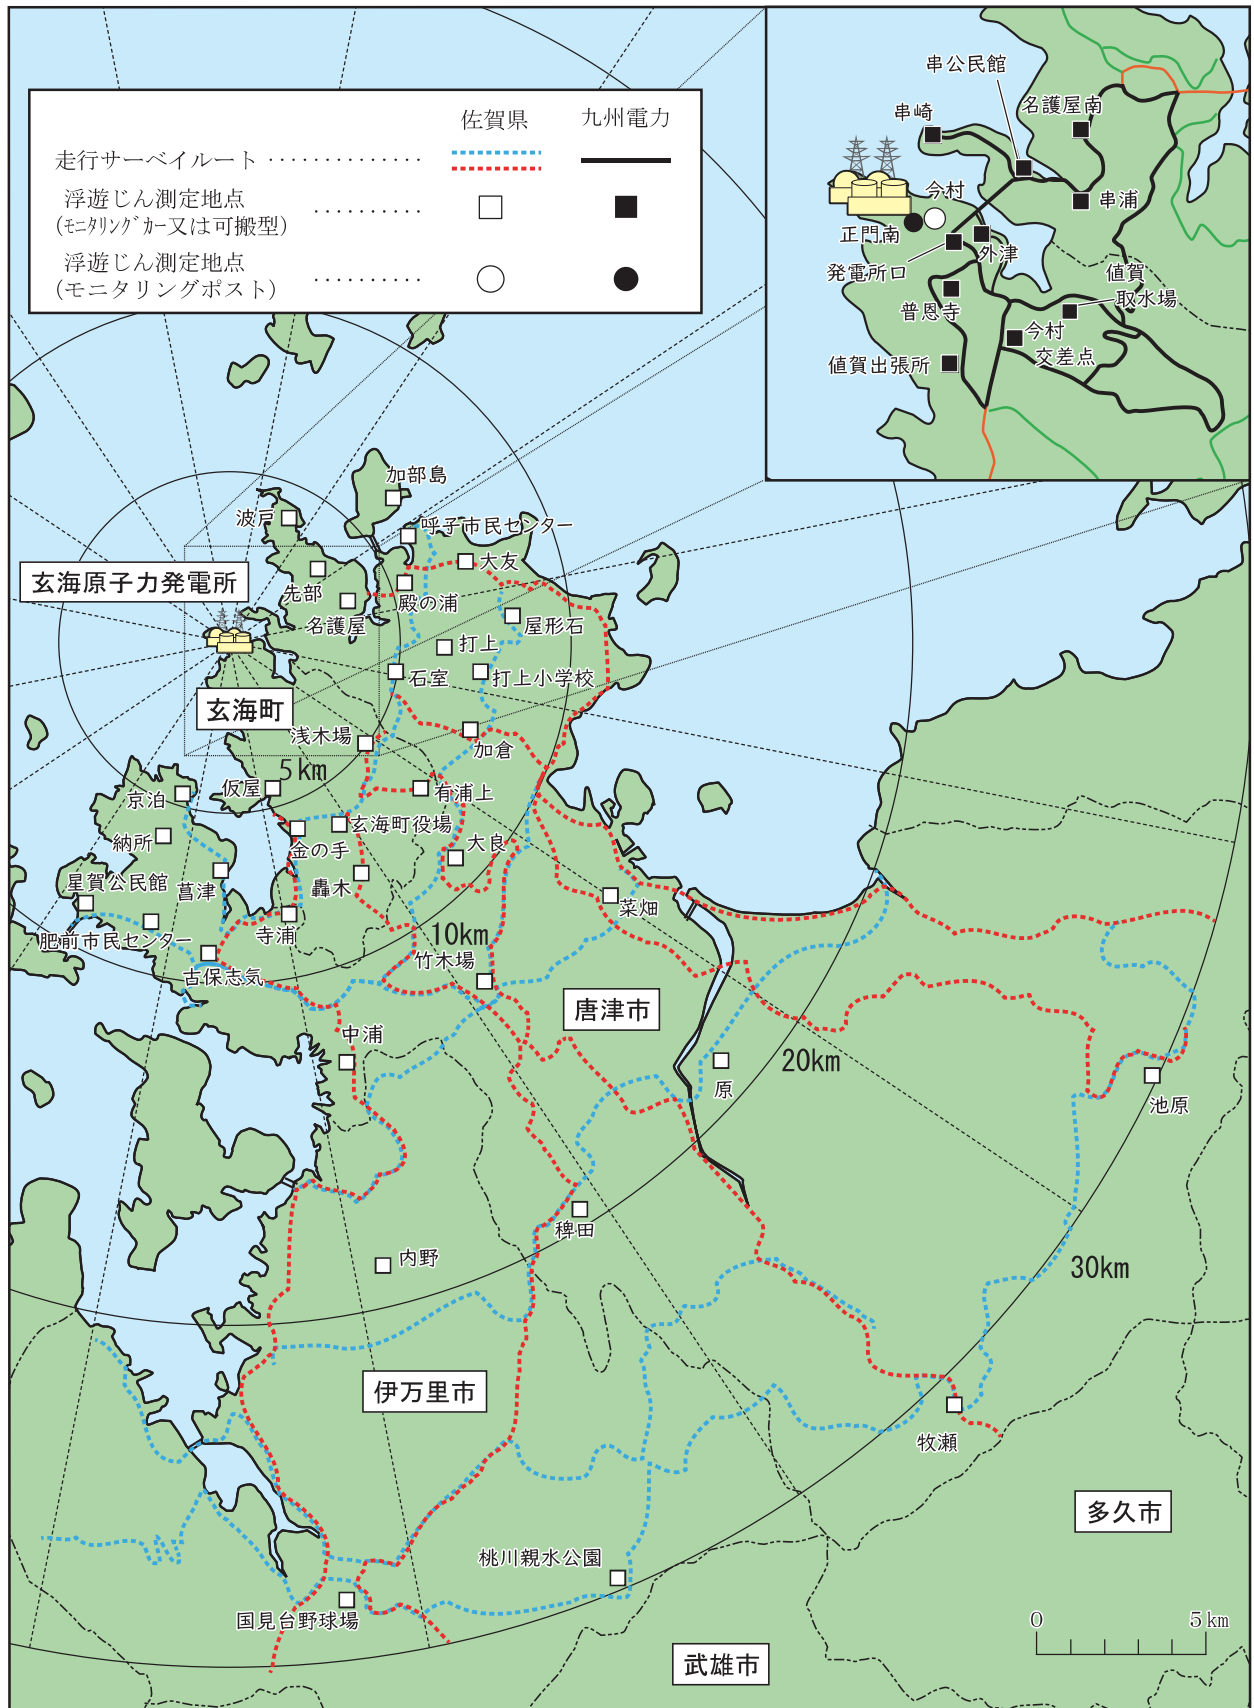 佐賀県
九州電力
走行サーベイルート ‥‥‥‥‥‥
浮遊じん測定地点
(ﾓﾆﾀﾘﾝｸﾞｶｰ又は可搬型)
浮遊じん測定地点
(モニタリングポスト)
串公民館
串崎
名護屋南
今村
串浦
正門南
外津
発電所口
値賀
取水場
普恩寺
今村
交差点
値賀出張所
加部島
波戸
呼子市民センター
大友
玄海原子力発電所
先部
殿の浦
名護屋
屋形石
打上
石室
打上小学校
玄海町
浅木場
加倉
5km
仮屋
京泊
有浦上
玄海町役場
納所
金の手
大良
星賀公民館
菖津
轟木
菜畑
寺浦
肥前市民センター
10km
古保志気
竹木場
唐津市
中浦
20km
原
池原
稗田
内野
30km
伊万里市
牧瀬
多久市
桃川親水公園
国見台野球場
0
5km
武雄市